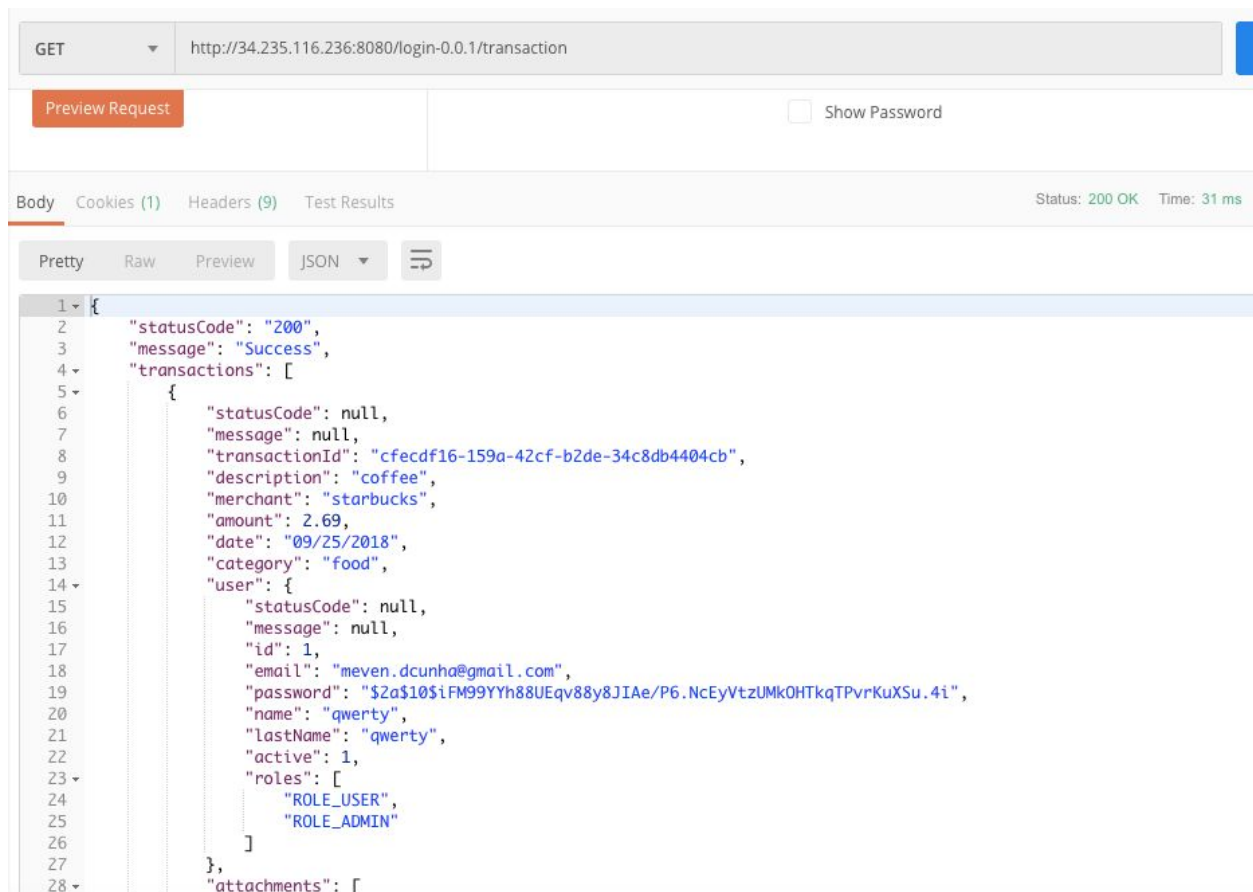 GET http://34.235.116.236:8080/login-0.0.1/transaction
Preview Request Show Password
Body Cookies (1) Headers (9) Test Results Status: 200 OK Time: 31 ms
Pretty Raw Preview JSON
1 {
2 "statusCode": "200",
3 "message": "Success",
4 "transactions": [
5 {
6 "statusCode": null,
7 "message": null,
8 "transactionId": "cfecdf16-159a-42cf-b2de-34c8db4404cb",
9 "description": "coffee",
10 "merchant": "starbucks",
11 "amount": 2.69,
12 "date": "09/25/2018",
13 "category": "food",
14 "user": {
15 "statusCode": null,
16 "message": null,
17 "id": 1,
18 "email": "meven.dcunha@gmail.com",
19 "password": "$2a$10$iFM99YYh88UEqv88y8JIAe/P6.NcEyVtzUMkOHTkqTPvrKuXSu.4i",
20 "name": "qwerty",
21 "lastName": "qwerty",
22 "active": 1,
23 "roles": [
24 "ROLE_USER",
25 "ROLE_ADMIN"
26 ]
27 },
28 "attachments": [